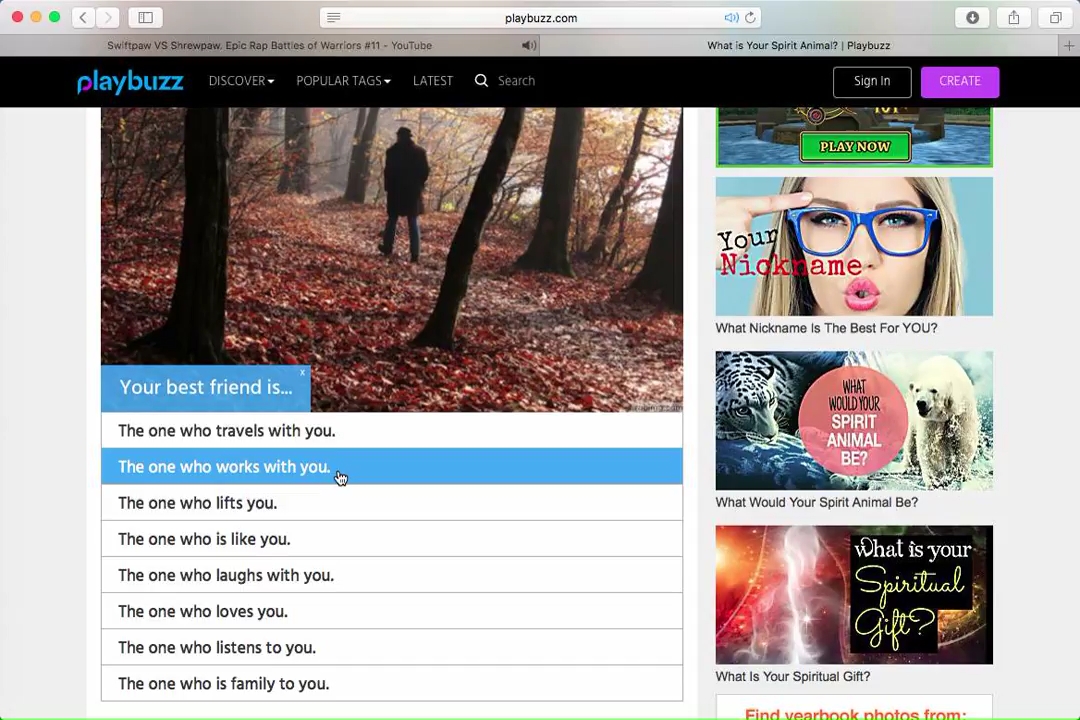 playbuzz.com
Swiftpaw VS Shrewpaw. Epic Rap Battles of Warriors #11 - YouTube
What is Your Spirit Animal? | Playbuzz
playbuzz
DISCOVER
POPULAR TAGS
LATEST
Search
Sign In
CREATE
PLAY NOW
Your
Nickname
What Nickname Is The Best For YOU?
Your best friend is...
x
The one who travels with you.
The one who works with you.
The one who lifts you.
The one who is like you.
The one who laughs with you.
The one who loves you.
The one who listens to you.
The one who is family to you.
WHAT
WOULD YOUR
SPIRIT
ANIMAL
BE?
What Would Your Spirit Animal Be?
What is your
Spiritual
Gift?
What Is Your Spiritual Gift?
Find yearbook photos from: